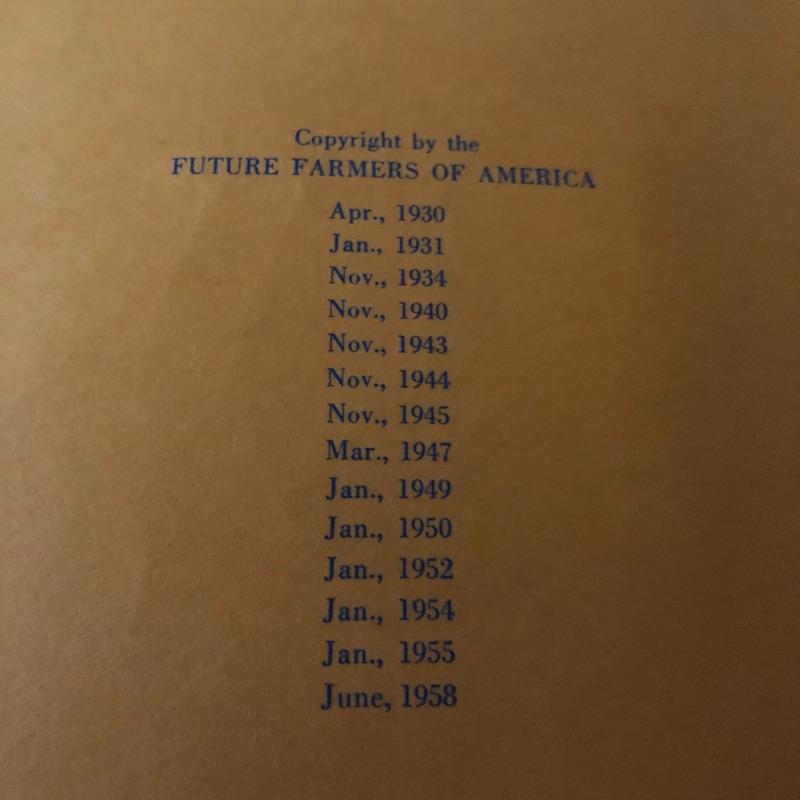 Copyright by the
FUTURE FARMERS OF AMERICA
Apr., 1930
Jan., 1931
Nov., 1934
Nov., 1940
Nov., 1943
Nov., 1944
Nov., 1945
Mar., 1947
Jan., 1949
Jan., 1950
Jan., 1952
Jan., 1954
Jan., 1955
June, 1958